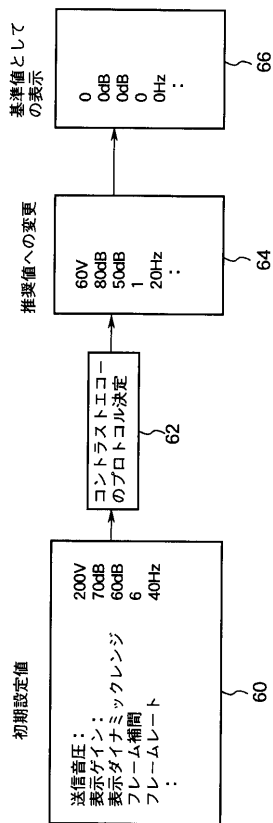 初期設定値
送信音圧： 200V
表示ゲイン： 70dB
表示ダイナミックレンジ 60dB
フレーム補間 6
フレームレート 40Hz
：
60
コントラストエコー
のプロトコル決定
62
推奨値への変更
60V
80dB
50dB
1
20Hz
：
64
基準値として
の表示
0
0dB
0dB
0
0Hz
：
66